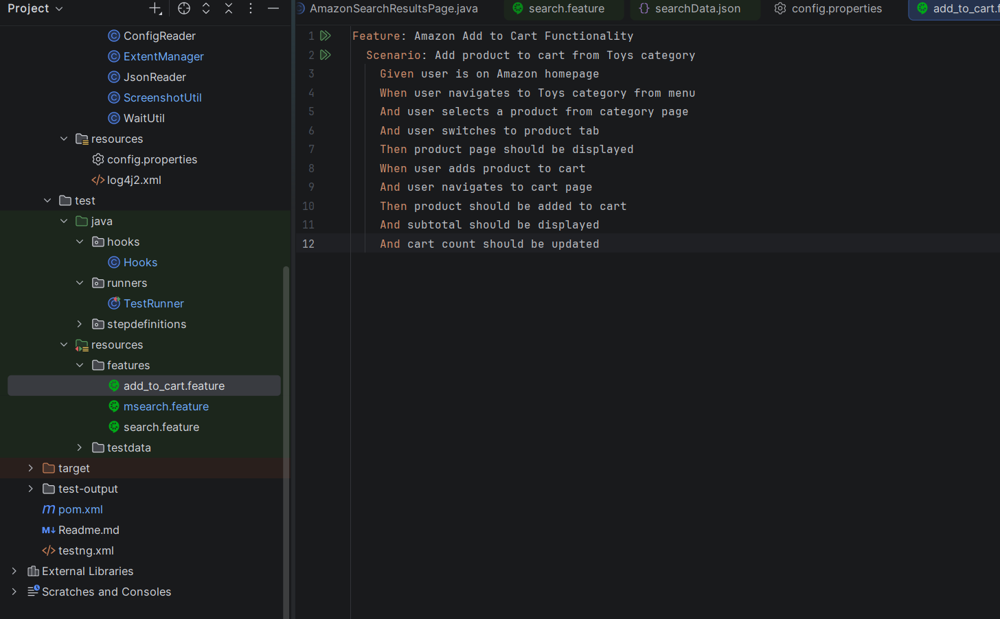 Project
ConfigReader
ExtentManager
JsonReader
ScreenshotUtil
WaitUtil
resources
config.properties
log4j2.xml
test
java
hooks
Hooks
runners
TestRunner
stepdefinitions
resources
features
add_to_cart.feature
msearch.feature
search.feature
testdata
target
test-output
pom.xml
Readme.md
testng.xml
External Libraries
Scratches and Consoles
AmazonSearchResultsPage.java search.feature searchData.json config.properties add_to_cart.f
1 Feature: Amazon Add to Cart Functionality
2 Scenario: Add product to cart from Toys category
3 Given user is on Amazon homepage
4 When user navigates to Toys category from menu
5 And user selects a product from category page
6 And user switches to product tab
7 Then product page should be displayed
8 When user adds product to cart
9 And user navigates to cart page
10 Then product should be added to cart
11 And subtotal should be displayed
12 And cart count should be updated